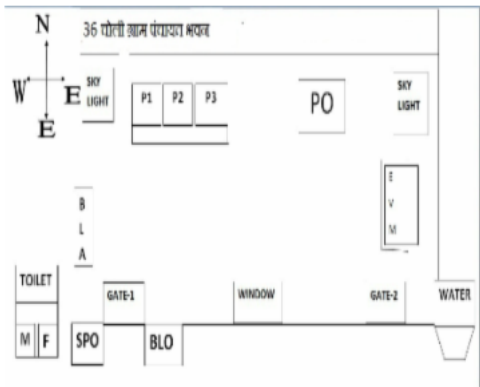 N
36 पोली ग्राम पंचायत भवन
W E
E
SKY LIGHT
P1 P2 P3
PO
SKY LIGHT
E V M
B L A
TOILET
GATE-1
WINDOW
GATE-2
WATER
M F
SPO
BLO